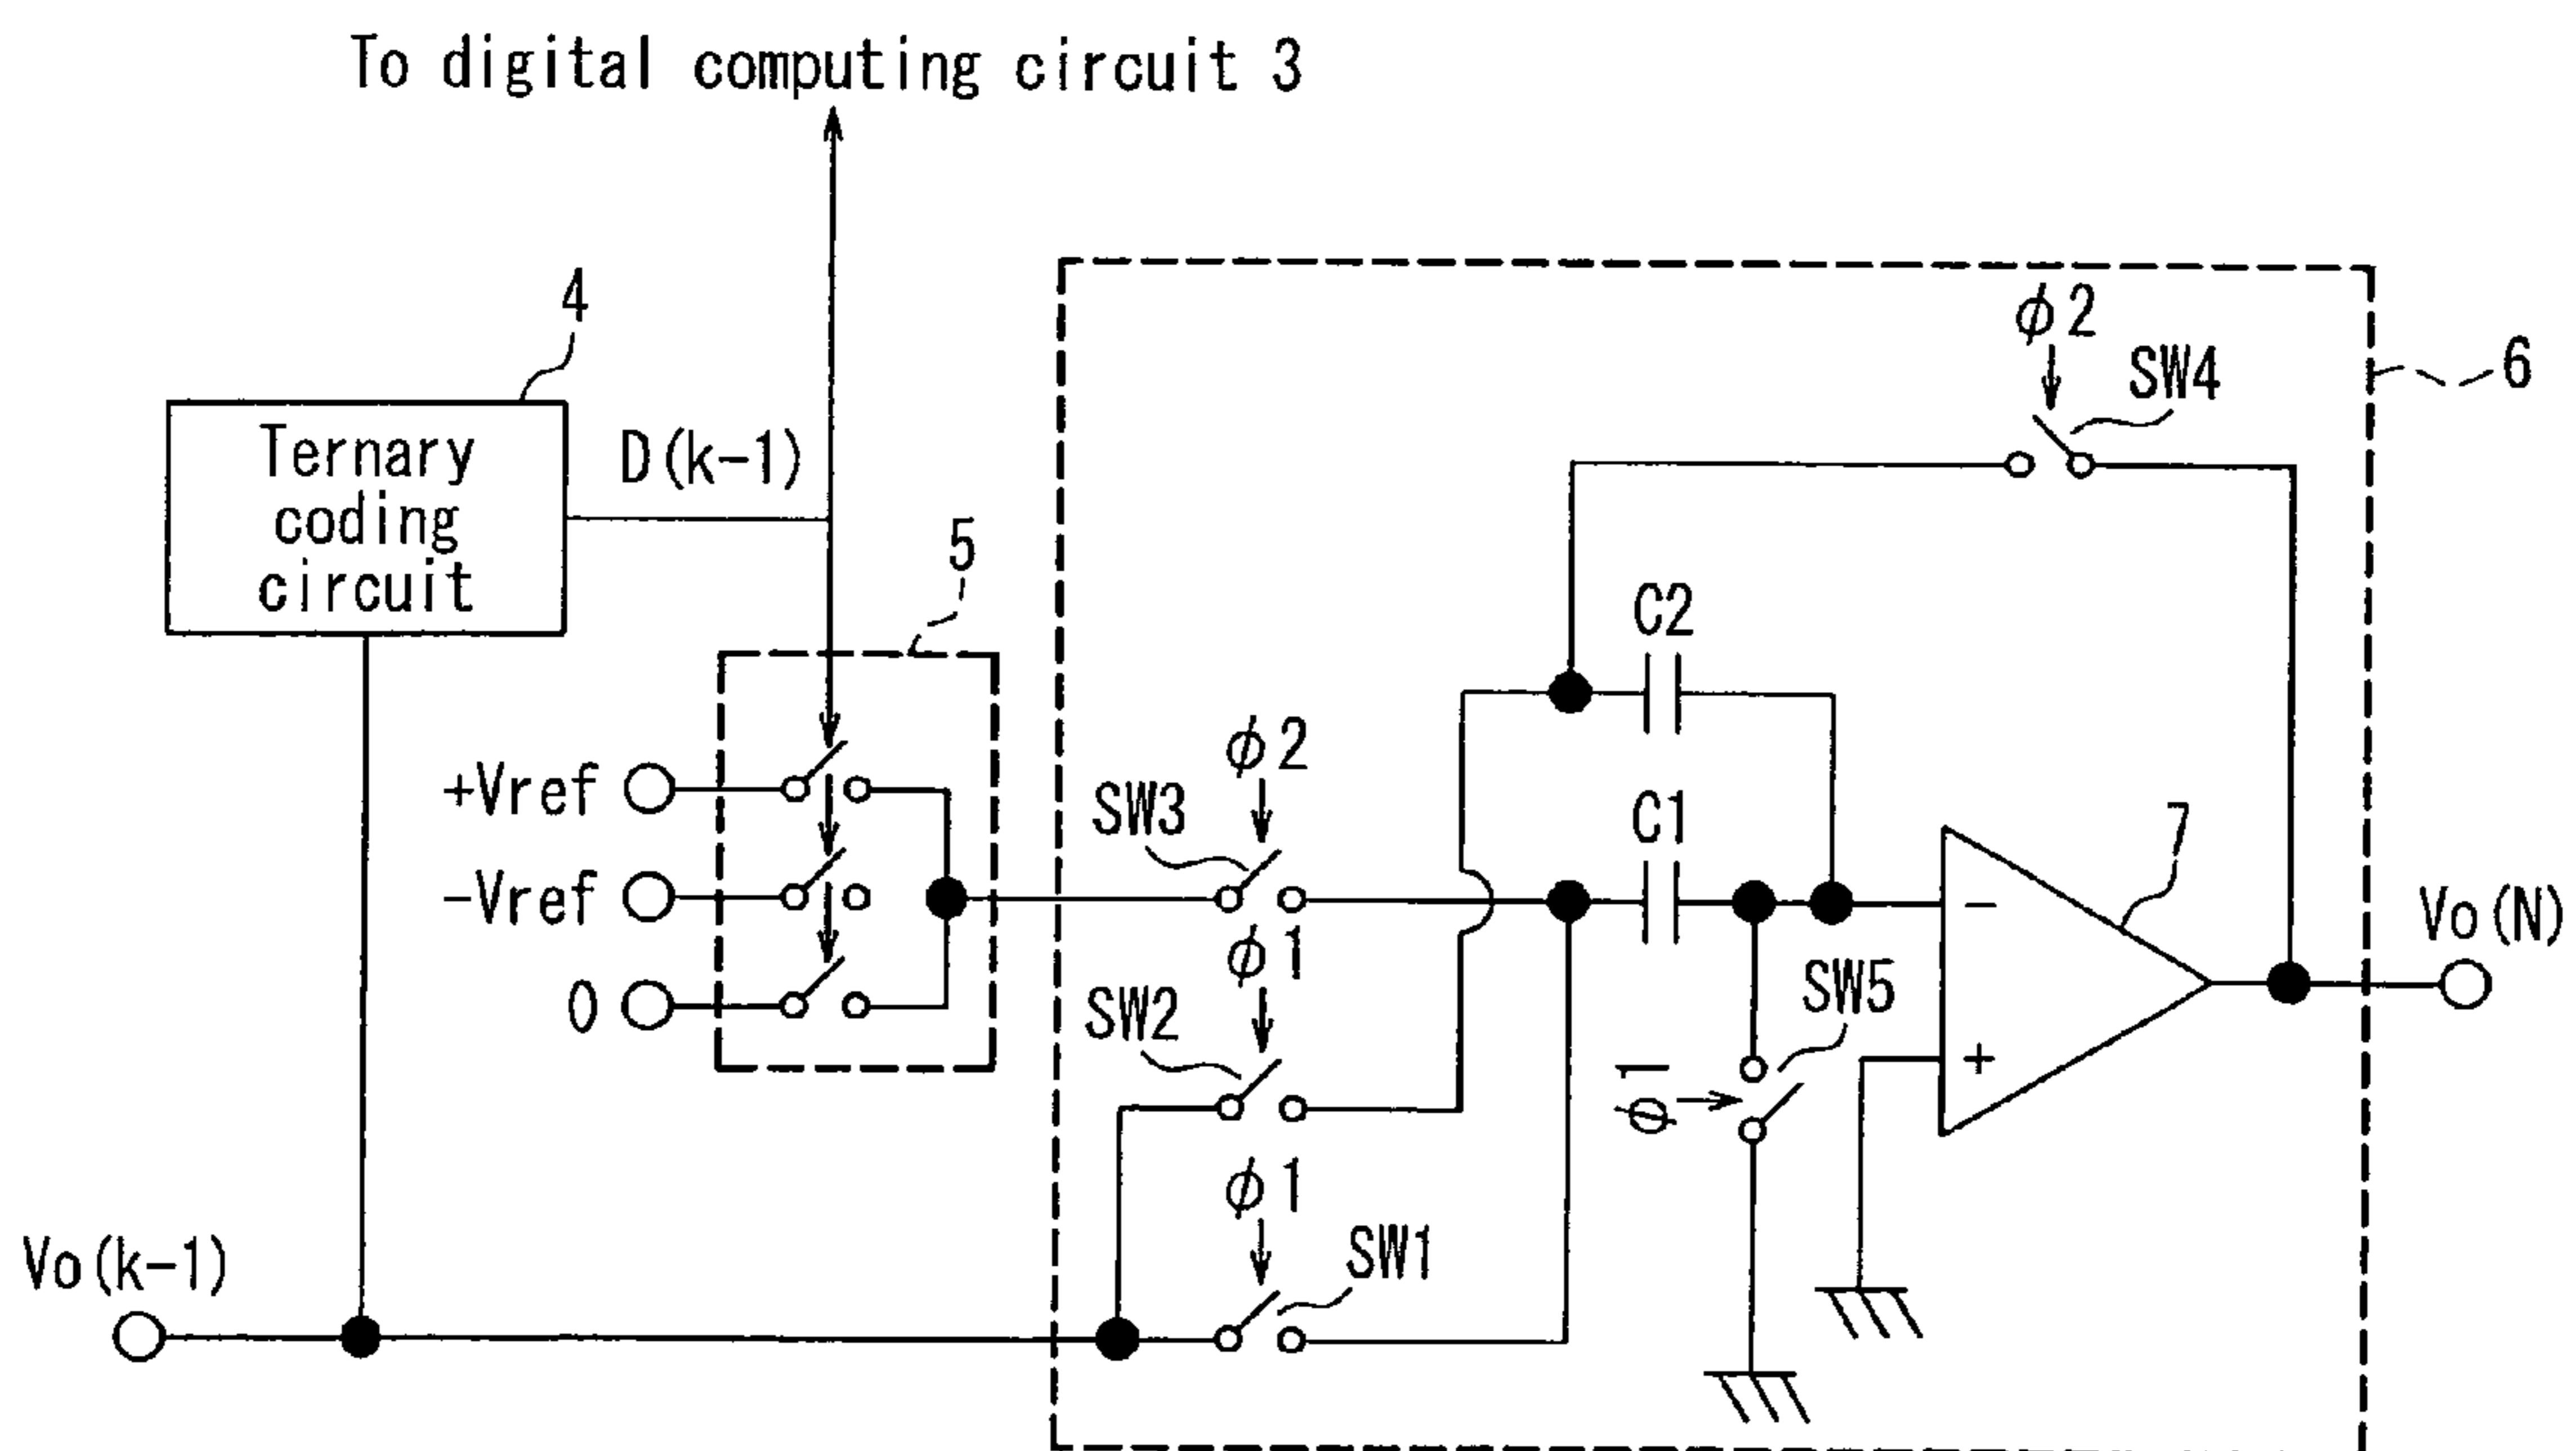 To digital computing circuit 3
4
Ternary
coding
circuit
D(k-1)
5
ϕ2
SW4
6
C2
+Vref
-Vref
0
ϕ2
SW3
C1
7
-
+
Vo(N)
ϕ1
SW2
SW5
ϕ1
ϕ1
SW1
Vo(k-1)